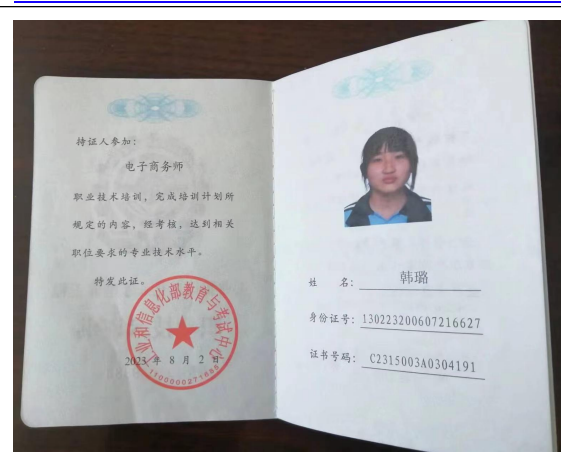 持证人参加：
电子商务师
职业技术培训，完成培训计划所
规定的内容，经考核，达到相关
职位要求的专业技术水平。
特发此证。
工业和信息化部教育与考试中心
2023 年 8 月 2 日
姓 名： 韩璐
身份证号： 130223200607216627
证书号码： C2315003A0304191